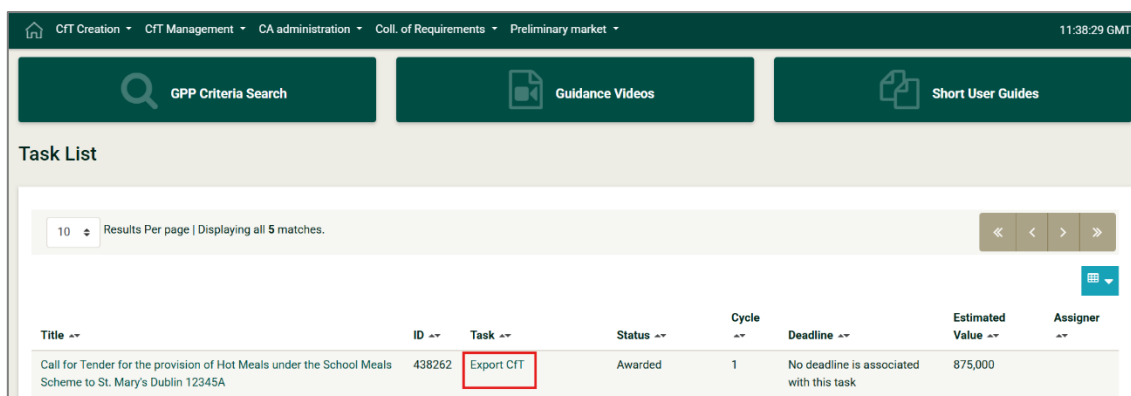 CfT Creation CfT Management CA administration Coll. of Requirements Preliminary market 11:38:29 GMT
GPP Criteria Search Guidance Videos Short User Guides
Task List
10 Results Per page | Displaying all 5 matches.
« < > »
Cycle Estimated Assigner
Title ID Task Status Deadline Value
Call for Tender for the provision of Hot Meals under the School Meals 438262 Export CfT Awarded 1 No deadline is associated 875,000
Scheme to St. Mary's Dublin 12345A with this task